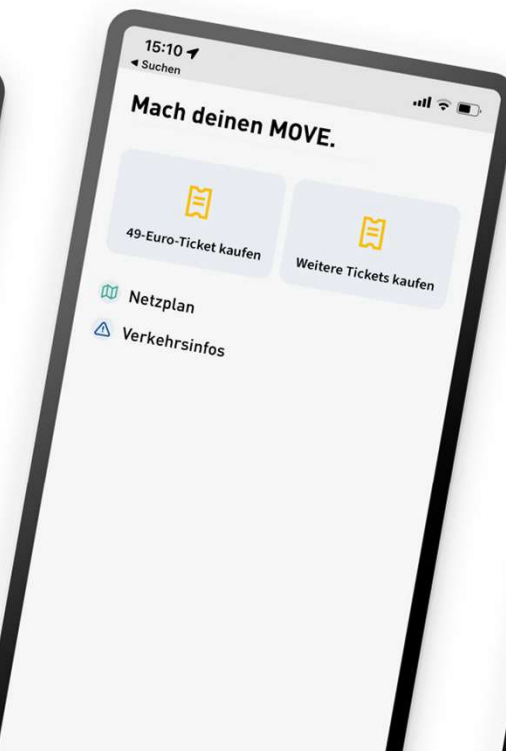 15:10
◀ Suchen
Mach deinen MOVE.
49-Euro-Ticket kaufen
Weitere Tickets kaufen
Netzplan
Verkehrsinfos